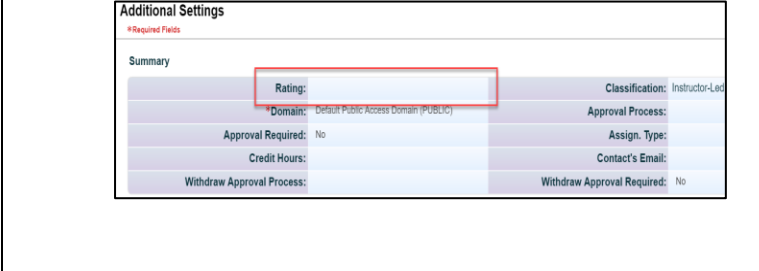 Additional Settings
*Required Fields
Summary
Rating: Classification: Instructor-Led
*Domain: Default Public Access Domain (PUBLIC) Approval Process:
Approval Required: No Assign. Type:
Credit Hours: Contact's Email:
Withdraw Approval Process: Withdraw Approval Required: No